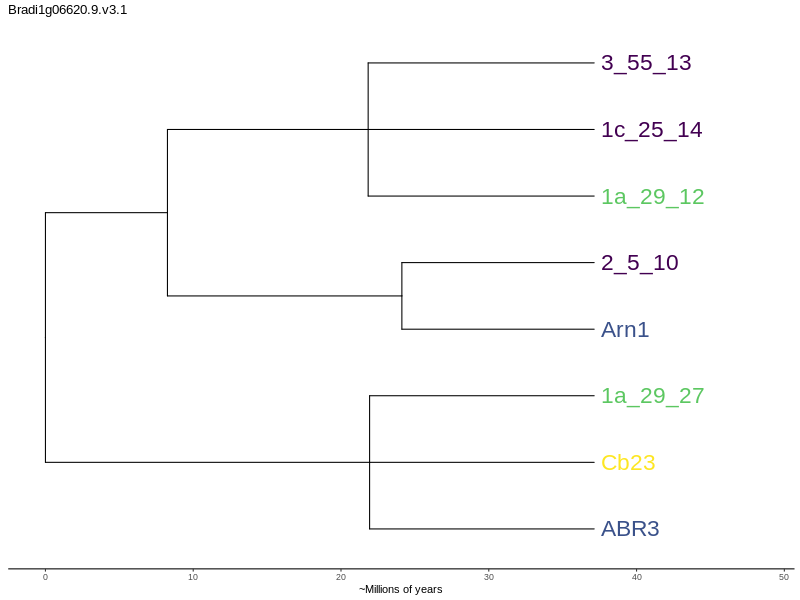 Bradi1g06620.9.v3.1
3_55_13
1c_25_14
1a_29_12
2_5_10
Arn1
1a_29_27
Cb23
ABR3
0 10 20 30 40 50
~Millions of years